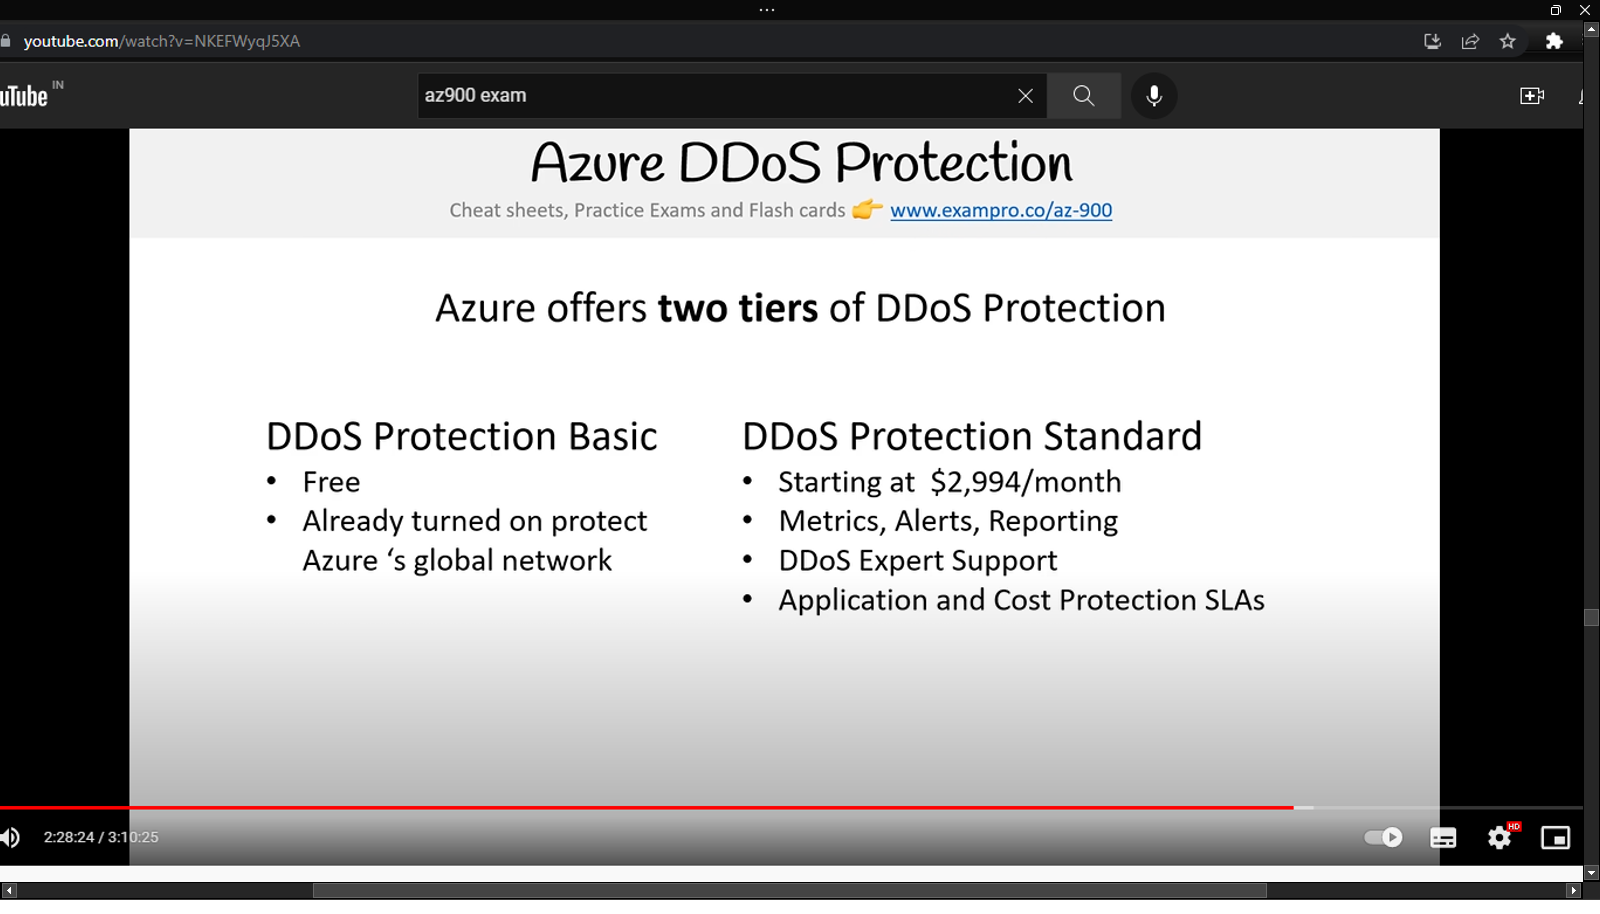 ...
youtube.com/watch?v=NKEFWyqJ5XA
uTube IN
az900 exam
Azure DDoS Protection
Cheat sheets, Practice Exams and Flash cards 👉 www.exampro.co/az-900
Azure offers two tiers of DDoS Protection
DDoS Protection Basic
• Free
• Already turned on protect
Azure ‘s global network
DDoS Protection Standard
• Starting at $2,994/month
• Metrics, Alerts, Reporting
• DDoS Expert Support
• Application and Cost Protection SLAs
2:28:24 / 3:10:25
HD